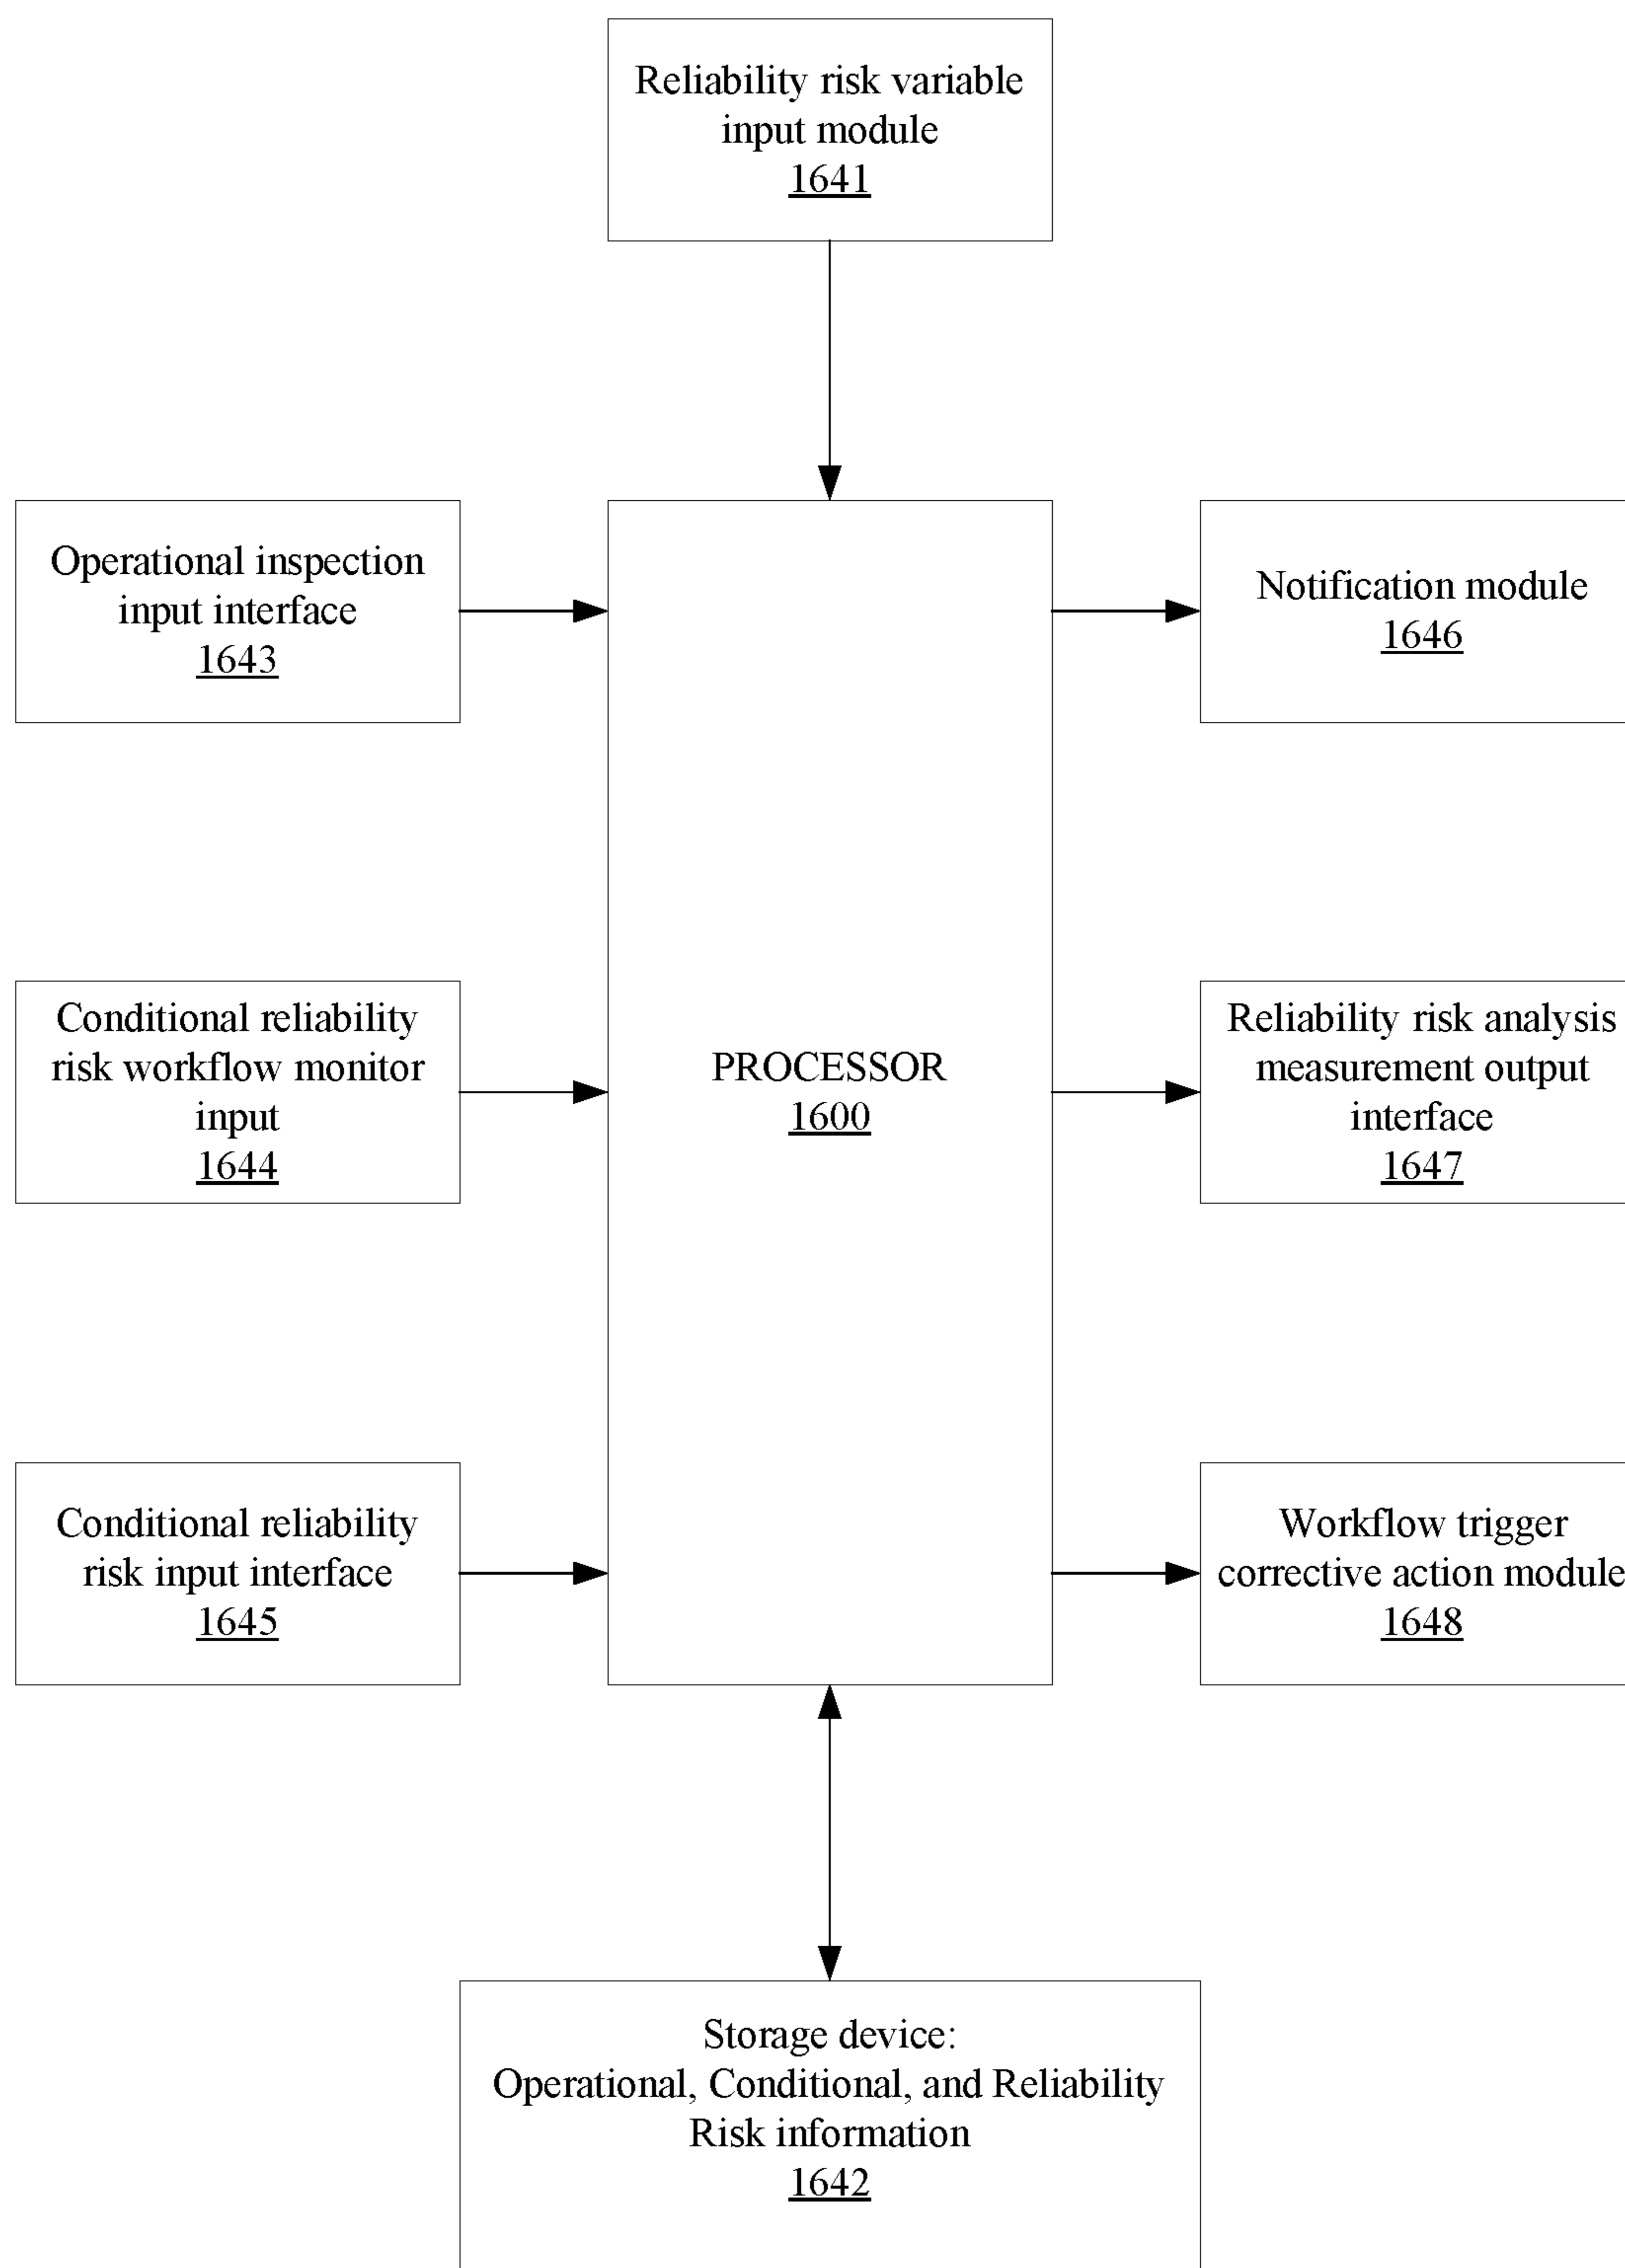 Reliability risk variable
input module
1641
Operational inspection
input interface
1643
Notification module
1646
Conditional reliability
risk workflow monitor
input
1644
PROCESSOR
1600
Reliability risk analysis
measurement output
interface
1647
Conditional reliability
risk input interface
1645
Workflow trigger
corrective action module
1648
Storage device:
Operational, Conditional, and Reliability
Risk information
1642